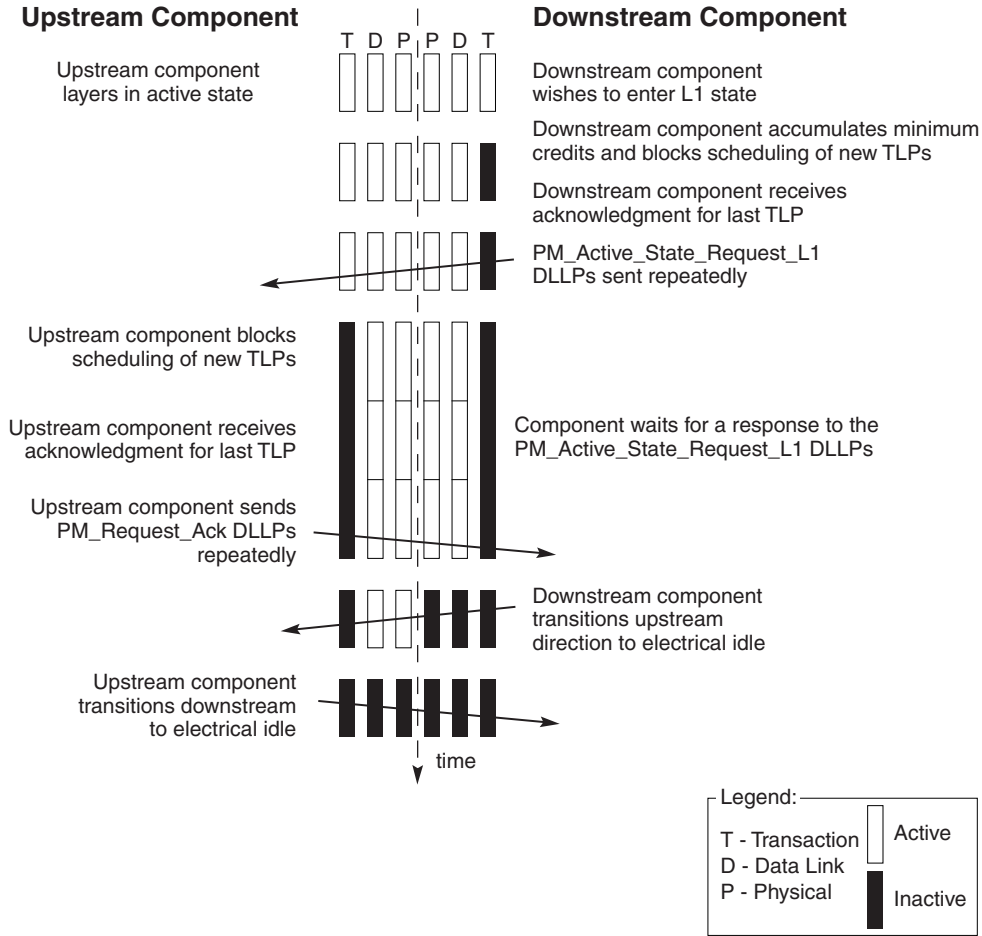 Upstream Component
Downstream Component
T D P P D T
Upstream component
layers in active state
Downstream component
wishes to enter L1 state
Downstream component accumulates minimum
credits and blocks scheduling of new TLPs
Downstream component receives
acknowledgment for last TLP
PM_Active_State_Request_L1
DLLPs sent repeatedly
Upstream component blocks
scheduling of new TLPs
Upstream component receives
acknowledgment for last TLP
Component waits for a response to the
PM_Active_State_Request_L1 DLLPs
Upstream component sends
PM_Request_Ack DLLPs
repeatedly
Downstream component
transitions upstream
direction to electrical idle
Upstream component
transitions downstream
to electrical idle
time
Legend:
T - Transaction
D - Data Link
P - Physical
Active
Inactive